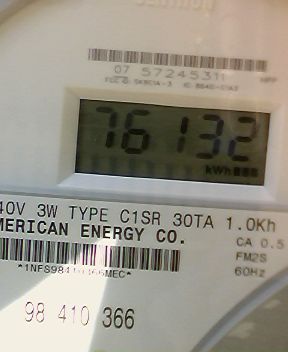 07 57245311
76132
kWh
40V 3W TYPE C1SR 30TA 1.0Kh
MERICAN ENERGY CO.
CA 0.5
FM2S
60Hz
98 410 366